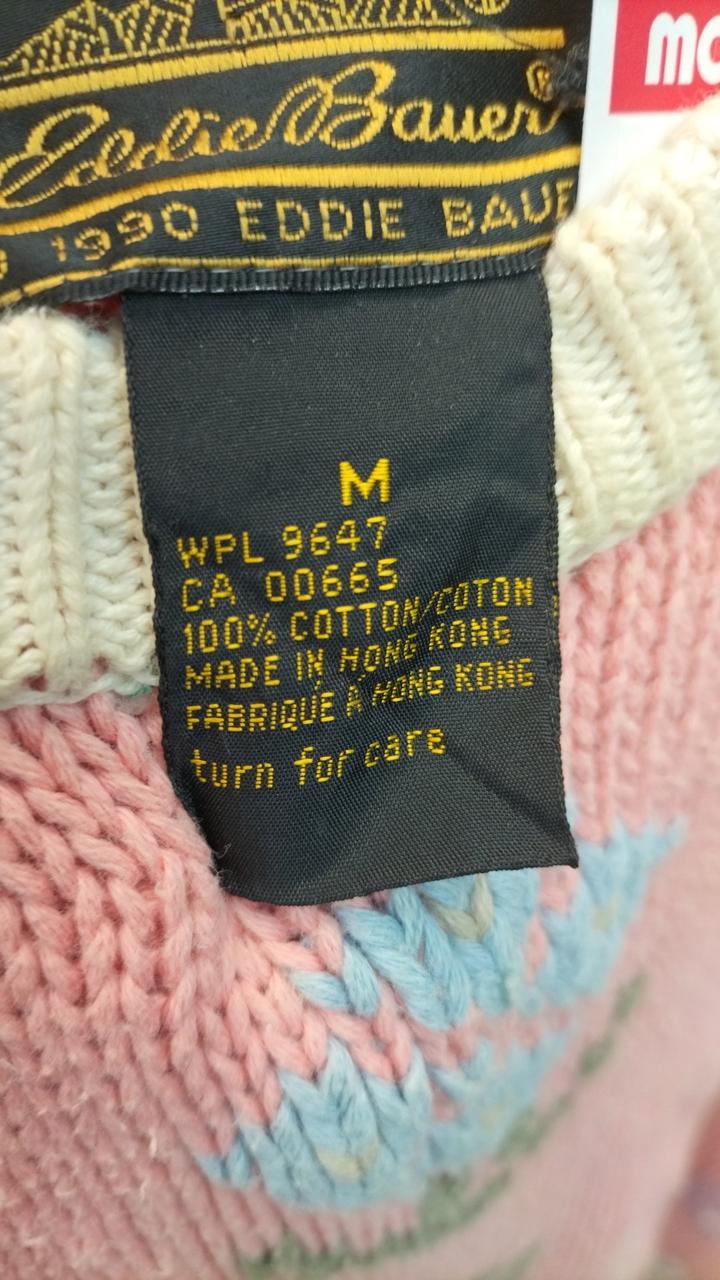 Eddie Bauer®
1990 EDDIE
M
WPL 9647
CA 00665
100% COTTON/COTON
MADE IN HONG KONG
FABRIQUÉ À HONG KONG
turn for care